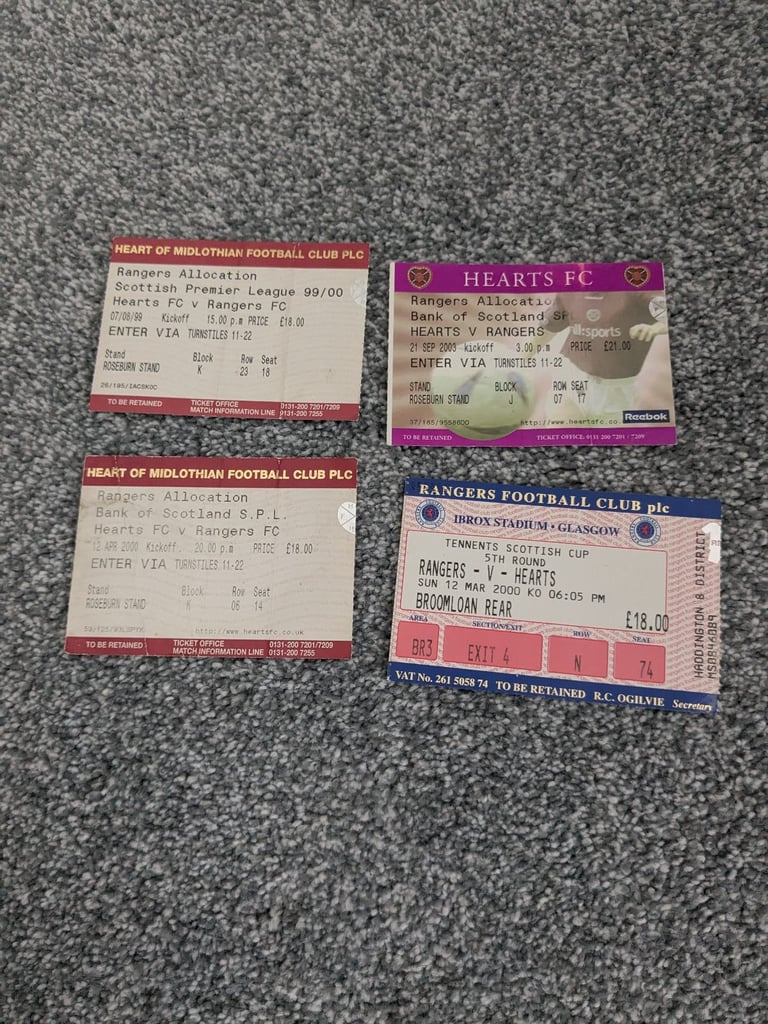 HEART OF MIDLOTHIAN FOOTBALL CLUB PLC
Rangers Allocation
Scottish Premier League 99/00
Hearts FC v Rangers FC
07/08/99 Kickoff 15.00 p.m PRICE £18.00
ENTER VIA TURNSTILES 11-22
Stand Block Row Seat
ROSEBURN STAND K 23 18
26/195/IACSKOC
TO BE RETAINED TICKET OFFICE 0131-200 7201/7209
MATCH INFORMATION LINE 0131-200 7255
HEARTS FC
Rangers Allocatio
Bank of Scotland SP
HEARTS V RANGERS
21 SEP 2003 kickoff 3.00 p.m PRICE £21.00
ENTER VIA TURNSTILES 11-22
STAND BLOCK ROW SEAT
ROSEBURN STAND J 07 17
37/165/9558600 http://www.heartsfc.co.
Reebok
TO BE RETAINED TICKET OFFICE: 0131 200 7201 / 7209
HEART OF MIDLOTHIAN FOOTBALL CLUB PLC
Rangers Allocation
Bank of Scotland S.P.L.
Hearts FC v Rangers FC
12 APR 2000 Kickoff 20.00 p.m PRICE £18.00
ENTER VIA TURNSTILES 11-22
Stand Block Row Seat
ROSEBURN STAND K 06 14
http://www.heartsfc.co.uk
TO BE RETAINED TICKET OFFICE 0131-200 7201/7209
MATCH INFORMATION LINE 0131-200 7255
RANGERS FOOTBALL CLUB plc
IBROX STADIUM • GLASGOW
TENNENTS SCOTTISH CUP
5TH ROUND
RANGERS - V - HEARTS
SUN 12 MAR 2000 KO 06:05 PM
BROOMLOAN REAR £18.00
AREA SECTION/EXIT ROW SEAT
BR3 EXIT 4 N 74
VAT No. 261 5058 74 TO BE RETAINED R.C. OGILVIE Secretary
HADDINGTON & DISTRICT